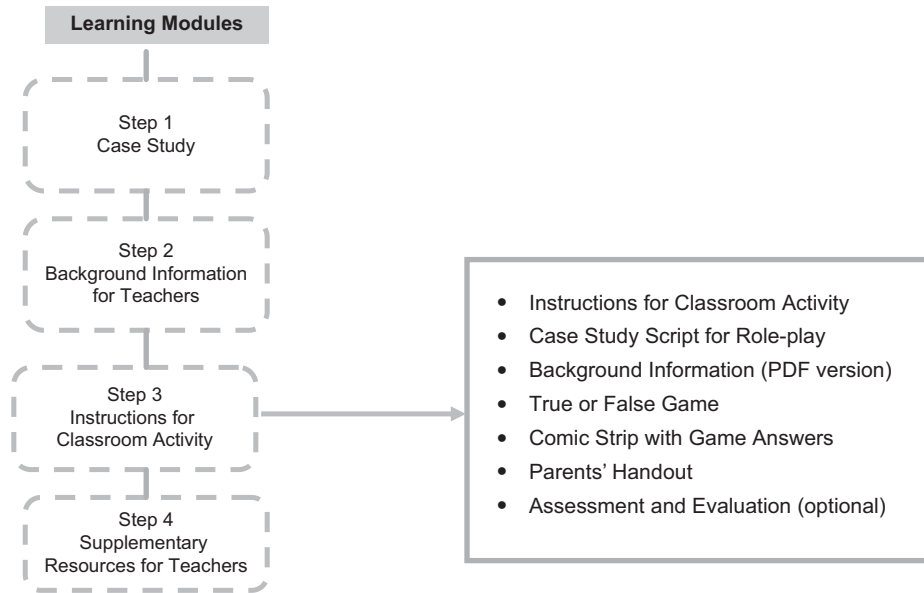 Learning Modules
Step 1
Case Study
Step 2
Background Information
for Teachers
Step 3
Instructions for
Classroom Activity
Step 4
Supplementary
Resources for Teachers
• Instructions for Classroom Activity
• Case Study Script for Role-play
• Background Information (PDF version)
• True or False Game
• Comic Strip with Game Answers
• Parents’ Handout
• Assessment and Evaluation (optional)